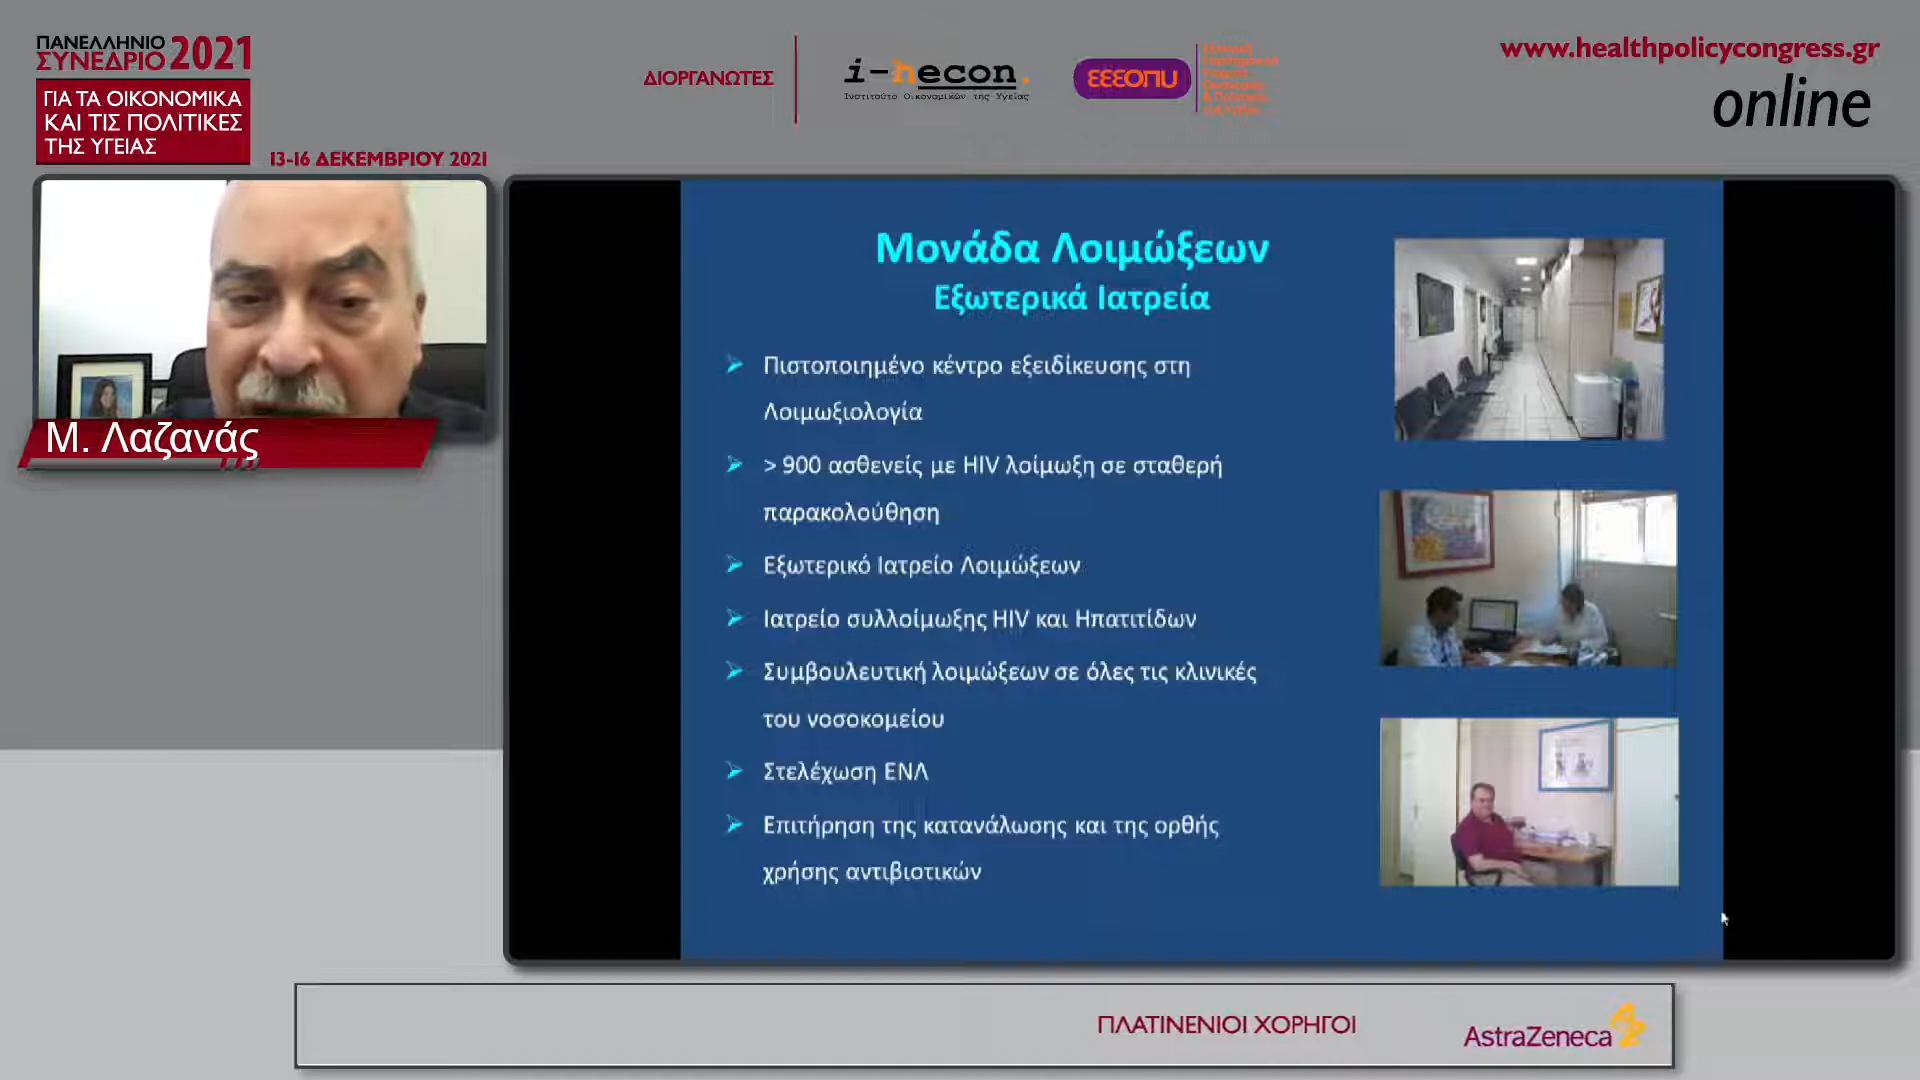 ΠΑΝΕΛΛΗΝΙΟ
ΣΥΝΕΔΡΙΟ 2021
ΓΙΑ ΤΑ ΟΙΚΟΝΟΜΙΚΑ
ΚΑΙ ΤΙΣ ΠΟΛΙΤΙΚΕΣ
ΤΗΣ ΥΓΕΙΑΣ
13-16 ΔΕΚΕΜΒΡΙΟΥ 2021
ΔΙΟΡΓΑΝΩΤΕΣ
i-hecon.
Ινστιτούτο Οικονομικών της Υγείας
ΕΕΕΟΠΥ
www.healthpolicycongress.gr
online
Μ. Λαζανάς
Μονάδα Λοιμώξεων
Εξωτερικά Ιατρεία
➢ Πιστοποιημένο κέντρο εξειδίκευσης στη
Λοιμωξιολογία
➢ > 900 ασθενείς με HIV λοίμωξη σε σταθερή
παρακολούθηση
➢ Εξωτερικό Ιατρείο Λοιμώξεων
➢ Ιατρείο συλλοίμωξης HIV και Ηπατιτίδων
➢ Συμβουλευτική λοιμώξεων σε όλες τις κλινικές
του νοσοκομείου
➢ Στελέχωση ΕΝΛ
➢ Επιτήρηση της κατανάλωσης και της ορθής
χρήσης αντιβιοτικών
ΠΛΑΤΙΝΕΝΙΟΙ ΧΟΡΗΓΟΙ
AstraZeneca